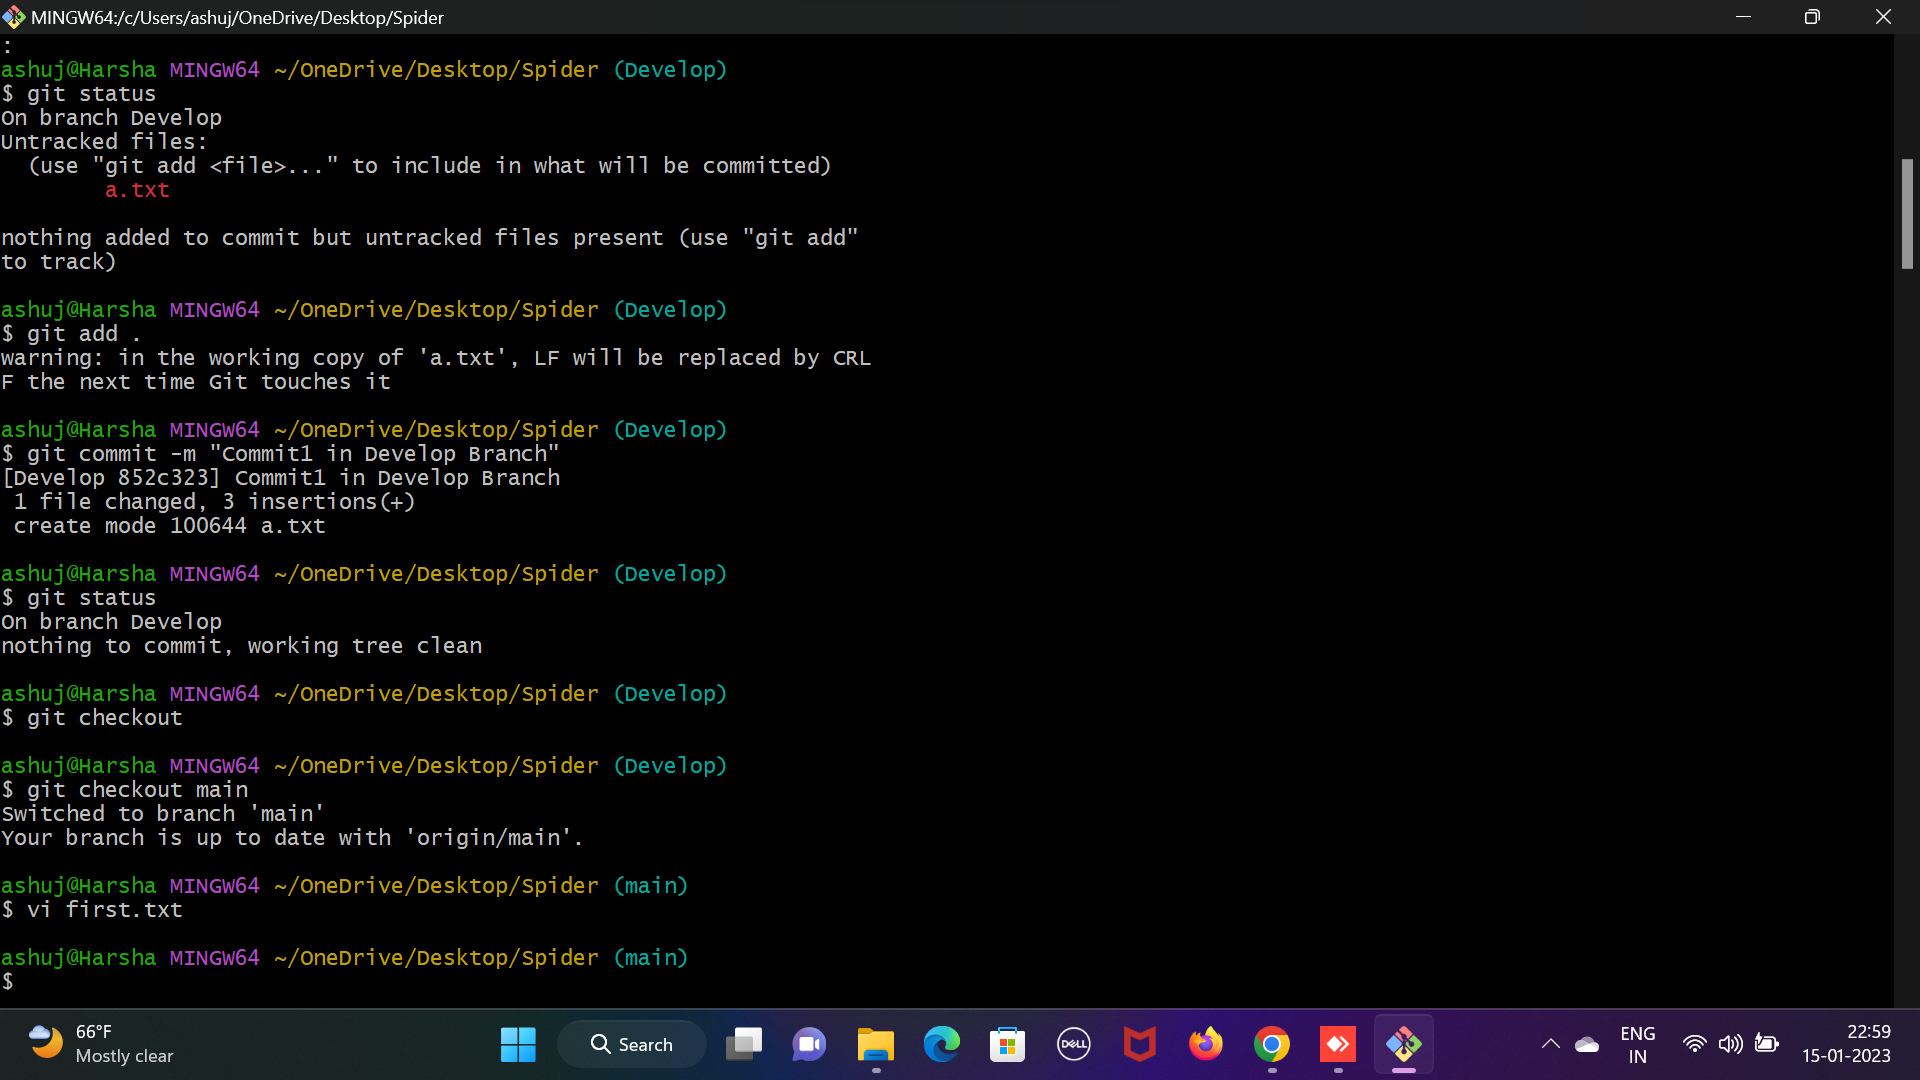 MINGW64:/c/Users/ashuj/OneDrive/Desktop/Spider
:
ashuj@Harsha MINGW64 ~/OneDrive/Desktop/Spider (Develop)
$ git status
On branch Develop
Untracked files:
  (use "git add <file>..." to include in what will be committed)
        a.txt

nothing added to commit but untracked files present (use "git add"
to track)

ashuj@Harsha MINGW64 ~/OneDrive/Desktop/Spider (Develop)
$ git add .
warning: in the working copy of 'a.txt', LF will be replaced by CRL
F the next time Git touches it

ashuj@Harsha MINGW64 ~/OneDrive/Desktop/Spider (Develop)
$ git commit -m "Commit1 in Develop Branch"
[Develop 852c323] Commit1 in Develop Branch
 1 file changed, 3 insertions(+)
 create mode 100644 a.txt

ashuj@Harsha MINGW64 ~/OneDrive/Desktop/Spider (Develop)
$ git status
On branch Develop
nothing to commit, working tree clean

ashuj@Harsha MINGW64 ~/OneDrive/Desktop/Spider (Develop)
$ git checkout

ashuj@Harsha MINGW64 ~/OneDrive/Desktop/Spider (Develop)
$ git checkout main
Switched to branch 'main'
Your branch is up to date with 'origin/main'.

ashuj@Harsha MINGW64 ~/OneDrive/Desktop/Spider (main)
$ vi first.txt

ashuj@Harsha MINGW64 ~/OneDrive/Desktop/Spider (main)
$
66°F
Mostly clear
Search
DELL
ENG
IN
22:59
15-01-2023